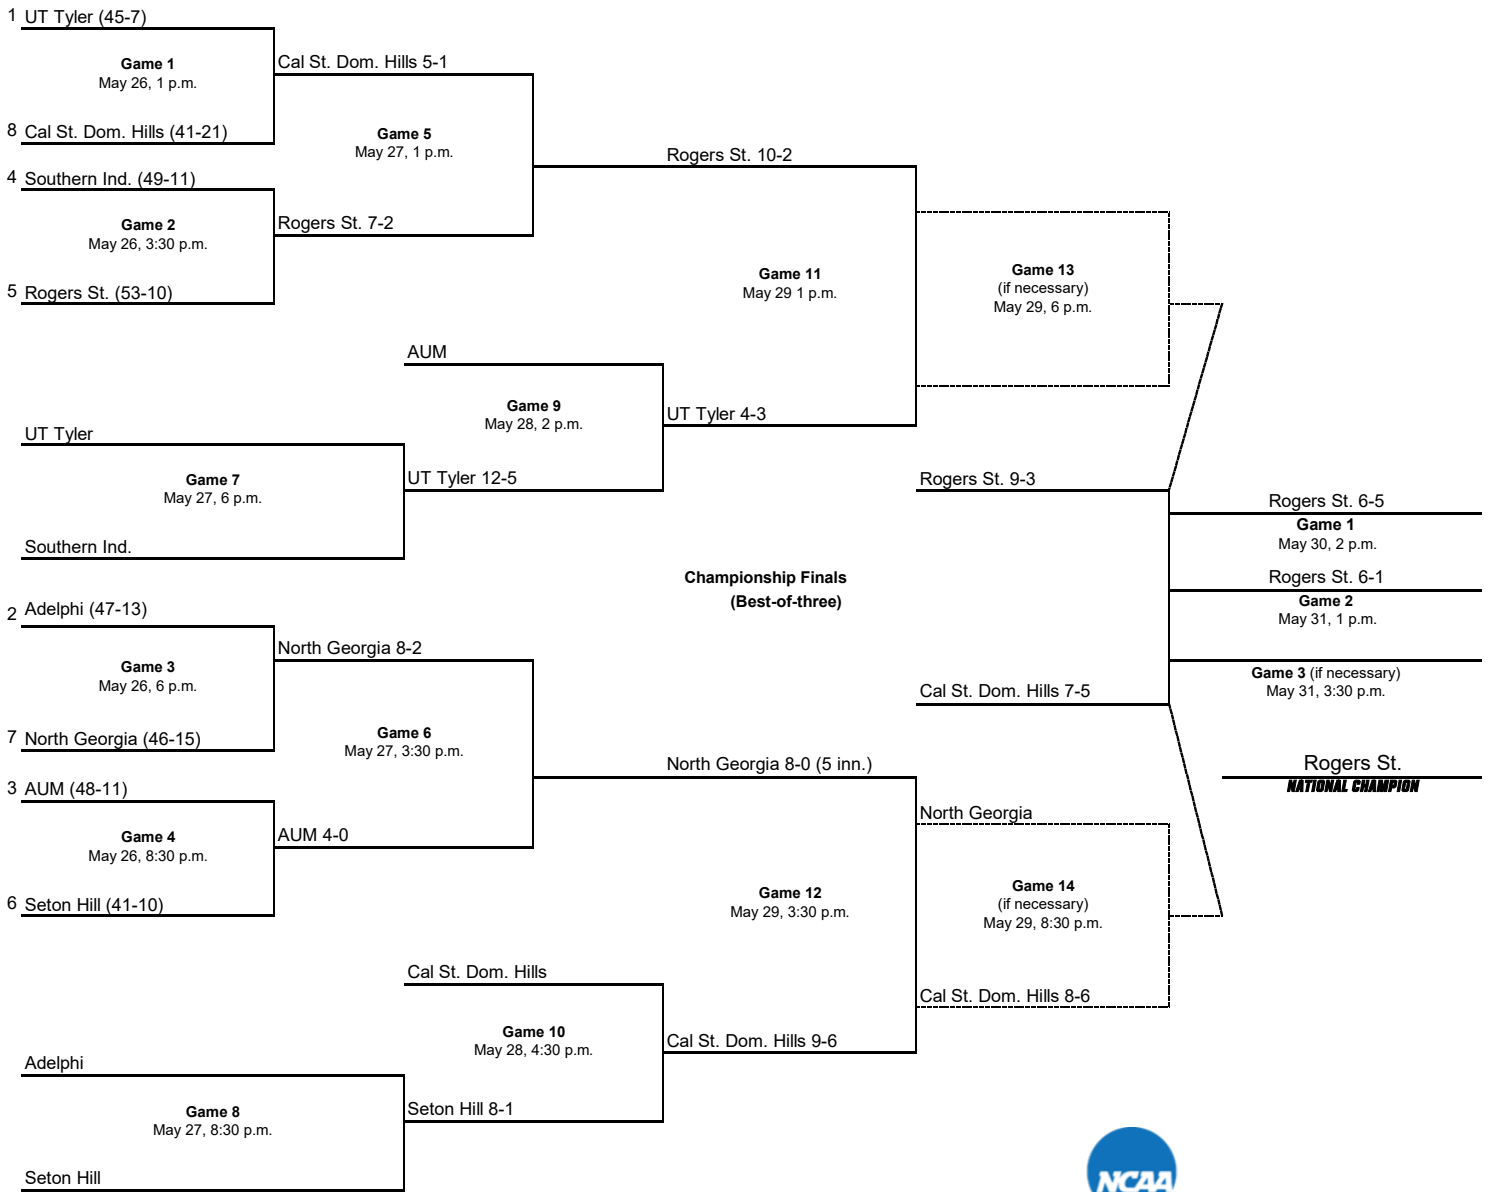 1 UT Tyler (45-7)
Game 1
May 26, 1 p.m.
8 Cal St. Dom. Hills (41-21)
Cal St. Dom. Hills 5-1
Game 5
May 27, 1 p.m.
4 Southern Ind. (49-11)
Game 2
May 26, 3:30 p.m.
5 Rogers St. (53-10)
Rogers St. 7-2
Rogers St. 10-2
Game 11
May 29 1 p.m.
Game 13
(if necessary)
May 29, 6 p.m.
AUM
Game 9
May 28, 2 p.m.
UT Tyler 4-3
UT Tyler
Game 7
May 27, 6 p.m.
UT Tyler 12-5
Southern Ind.
Rogers St. 9-3
Rogers St. 6-5
Game 1
May 30, 2 p.m.
Rogers St. 6-1
Game 2
May 31, 1 p.m.
Game 3 (if necessary)
May 31, 3:30 p.m.
Championship Finals
(Best-of-three)
Cal St. Dom. Hills 7-5
Rogers St.
NATIONAL CHAMPION
2 Adelphi (47-13)
Game 3
May 26, 6 p.m.
7 North Georgia (46-15)
North Georgia 8-2
Game 6
May 27, 3:30 p.m.
3 AUM (48-11)
Game 4
May 26, 8:30 p.m.
6 Seton Hill (41-10)
AUM 4-0
North Georgia 8-0 (5 inn.)
Game 12
May 29, 3:30 p.m.
North Georgia
Game 14
(if necessary)
May 29, 8:30 p.m.
Cal St. Dom. Hills 8-6
Cal St. Dom. Hills
Game 10
May 28, 4:30 p.m.
Cal St. Dom. Hills 9-6
Adelphi
Game 8
May 27, 8:30 p.m.
Seton Hill 8-1
Seton Hill
NCAA